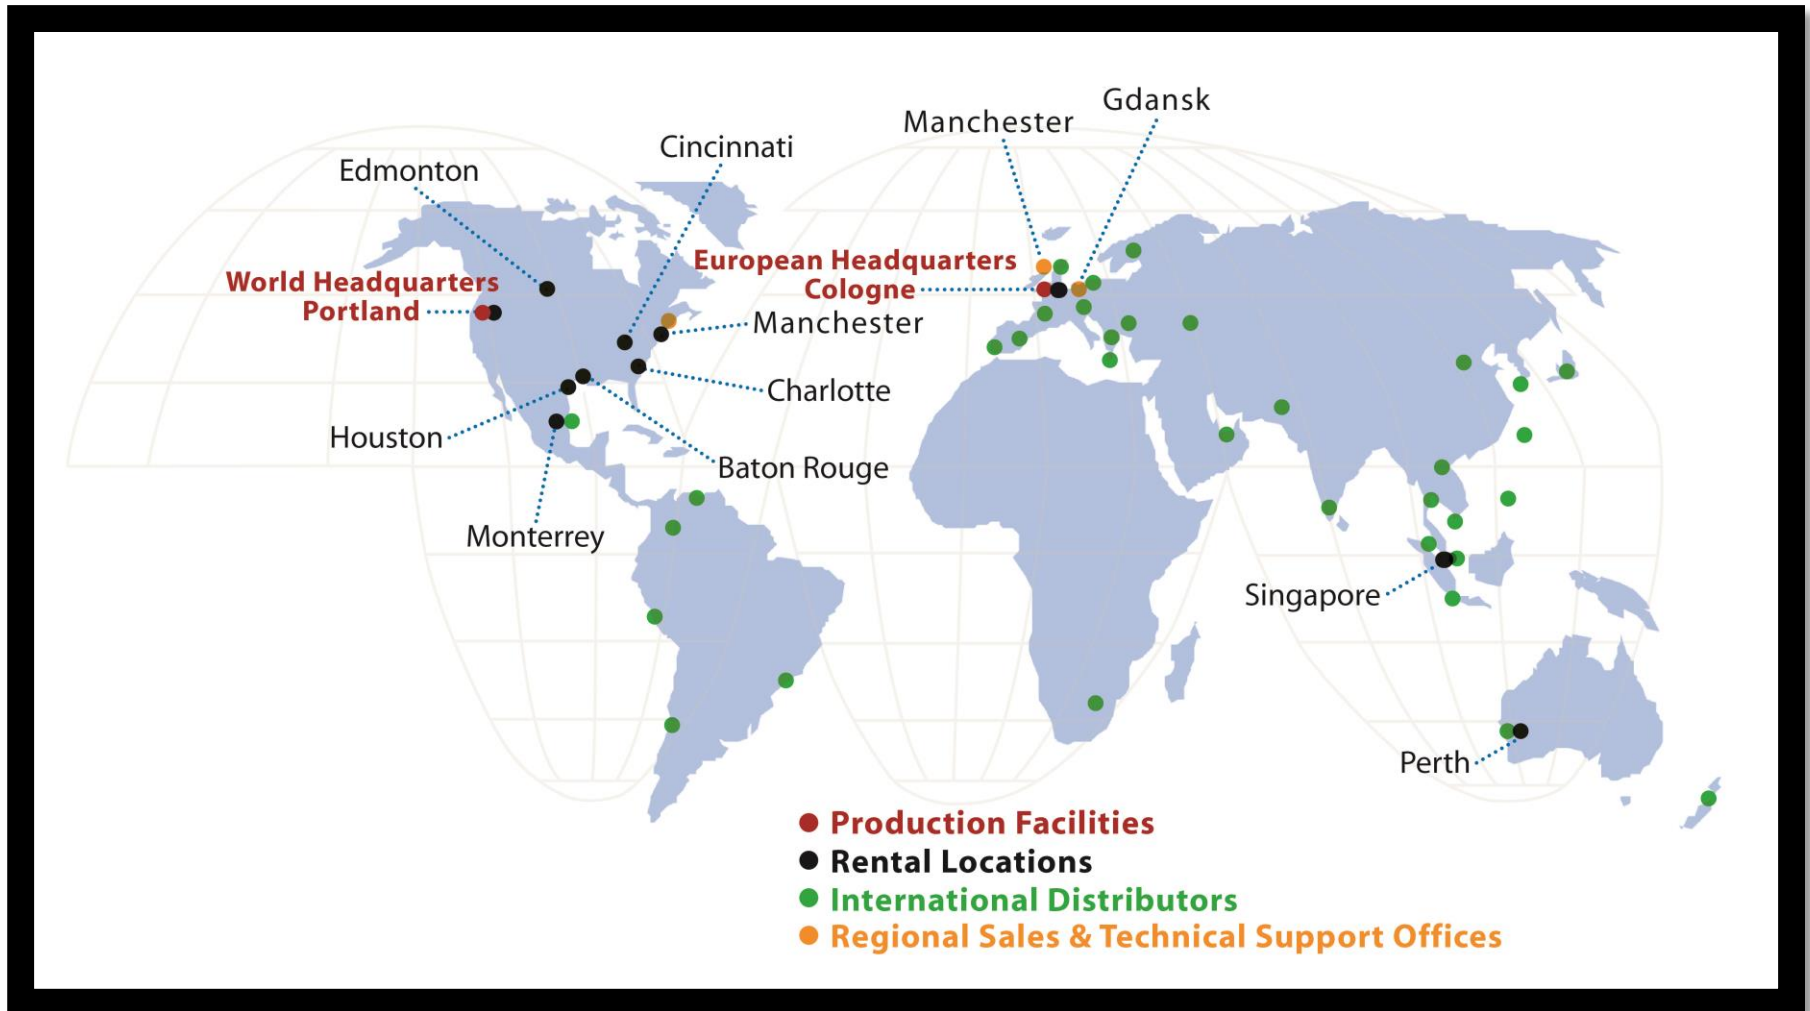 Gdansk
Manchester
Cincinnati
Edmonton
European Headquarters
Cologne
World Headquarters
Portland
Manchester
Charlotte
Houston
Baton Rouge
Monterrey
Singapore
Perth
Production Facilities
Rental Locations
International Distributors
Regional Sales & Technical Support Offices